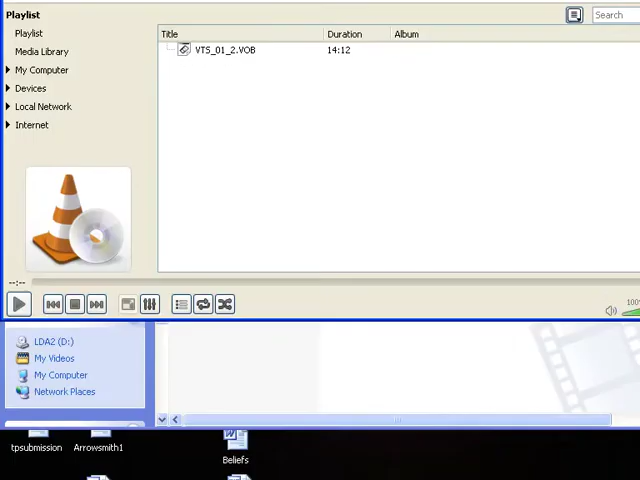 Playlist
Search
Playlist
Media Library
My Computer
Devices
Local Network
Internet
Title Duration Album
VTS_01_2.VOB 14:12
--:--
100%
LDA2 (D:)
My Videos
My Computer
Network Places
tpsubmission
Arrowsmith1
Beliefs